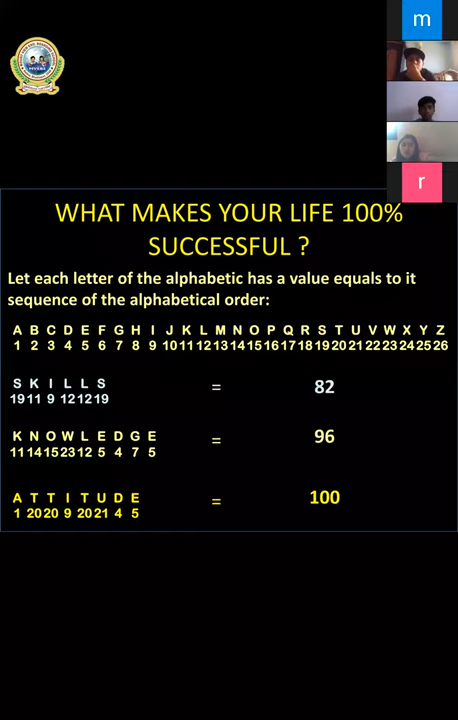 m
r
WHAT MAKES YOUR LIFE 100%
SUCCESSFUL ?
Let each letter of the alphabetic has a value equals to it
sequence of the alphabetical order:
A B C D E F G H I J K L M N O P Q R S T U V W X Y Z
1 2 3 4 5 6 7 8 9 10 11 12 13 14 15 16 17 18 19 20 21 22 23 24 25 26
S K I L L S = 82
19 11 9 12 12 19
K N O W L E D G E = 96
11 14 15 23 12 5 4 7 5
A T T I T U D E = 100
1 20 20 9 20 21 4 5